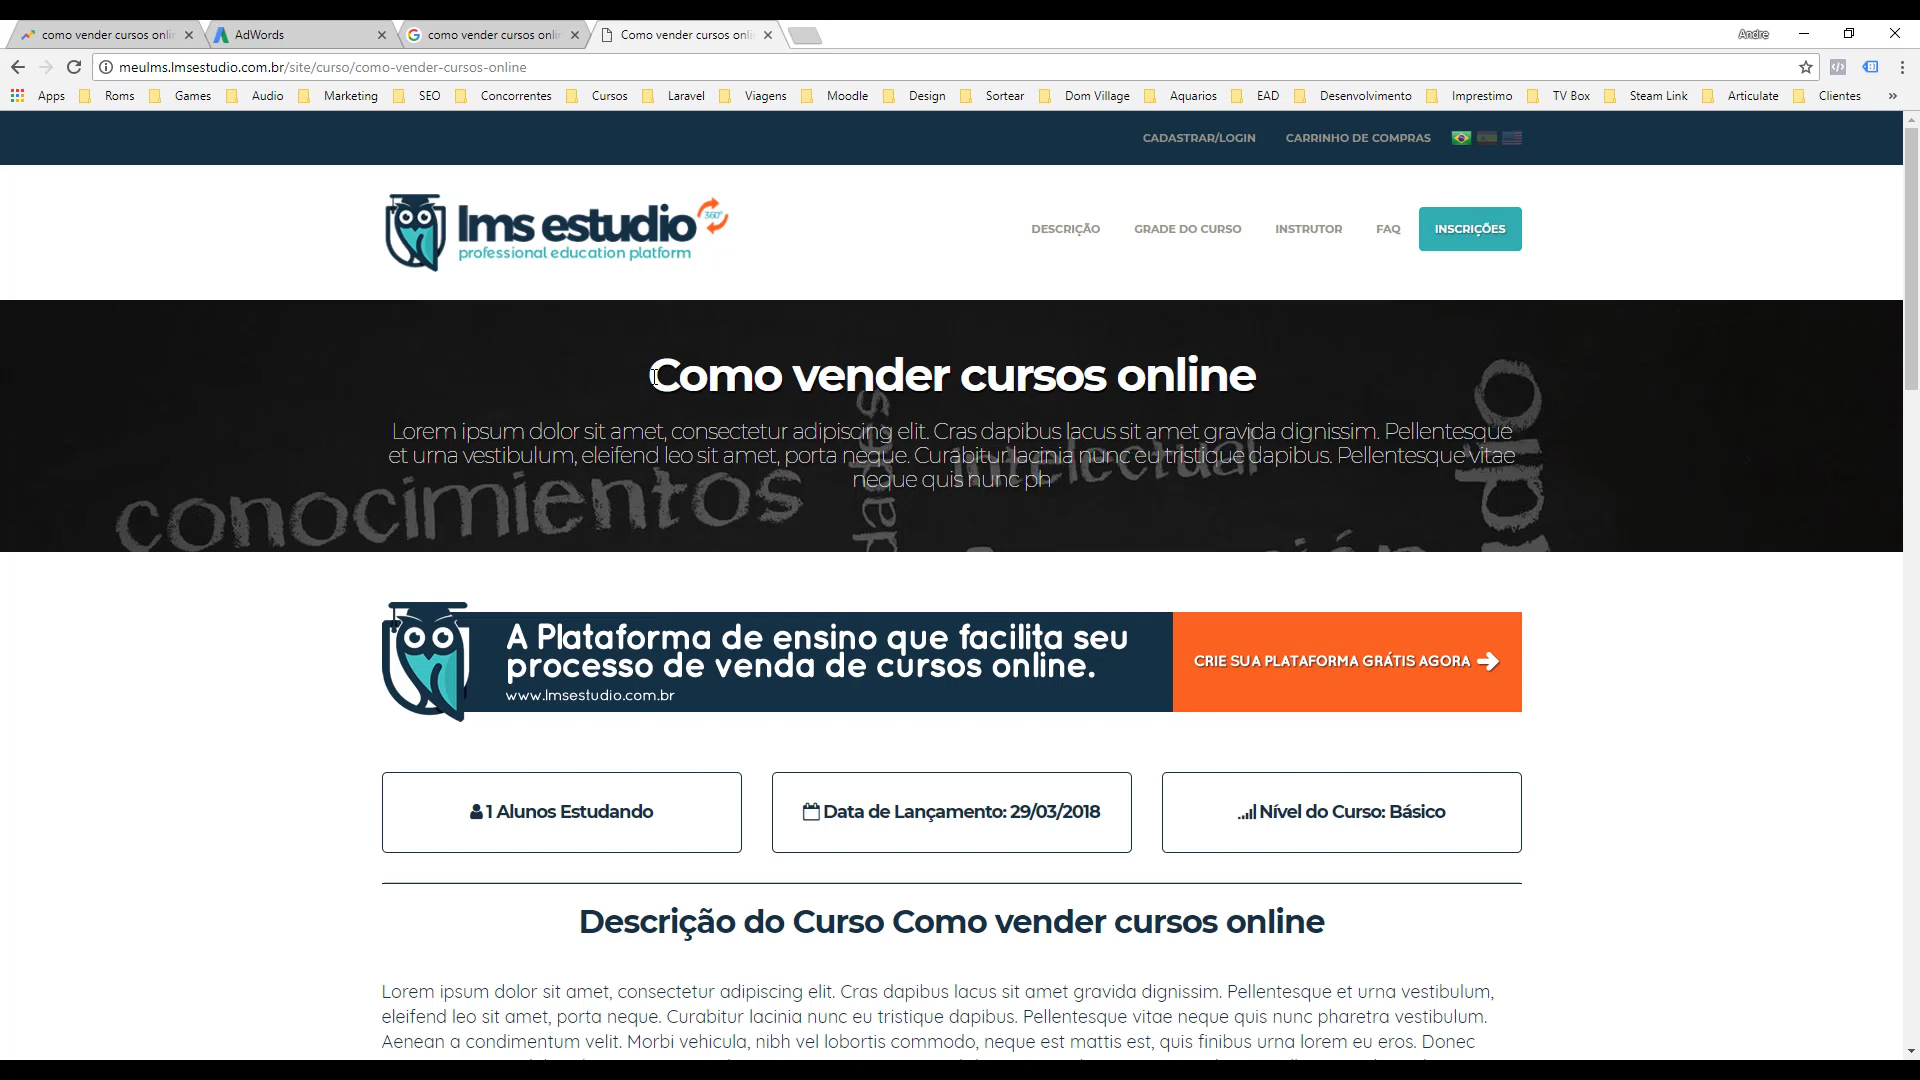 como vender cursos onlin
AdWords
como vender cursos onlin
Como vender cursos onlin
Andre
meulms.lmsestudio.com.br/site/curso/como-vender-cursos-online
Apps Roms Games Audio Marketing SEO Concorrentes Cursos Laravel Viagens Moodle Design Sortear Dom Village Aquarios EAD Desenvolvimento Imprestimo TV Box Steam Link Articulate Clientes »
CADASTRAR/LOGIN CARRINHO DE COMPRAS
lms estudio 360°
professional education platform
DESCRIÇÃO GRADE DO CURSO INSTRUTOR FAQ INSCRIÇÕES
Como vender cursos online
Lorem ipsum dolor sit amet, consectetur adipiscing elit. Cras dapibus lacus sit amet gravida dignissim. Pellentesque
et urna vestibulum, eleifend leo sit amet, porta neque. Curabitur lacinia nunc eu tristique dapibus. Pellentesque vitae
neque quis nunc ph
conocimientos
intelectual
A Plataforma de ensino que facilita seu
processo de venda de cursos online.
www.lmsestudio.com.br
CRIE SUA PLATAFORMA GRÁTIS AGORA
1 Alunos Estudando
Data de Lançamento: 29/03/2018
Nível do Curso: Básico
Descrição do Curso Como vender cursos online
Lorem ipsum dolor sit amet, consectetur adipiscing elit. Cras dapibus lacus sit amet gravida dignissim. Pellentesque et urna vestibulum,
eleifend leo sit amet, porta neque. Curabitur lacinia nunc eu tristique dapibus. Pellentesque vitae neque quis nunc pharetra vestibulum.
Aenean a condimentum velit. Morbi vehicula, nibh vel lobortis commodo, neque est mattis est, quis finibus urna lorem eu eros. Donec